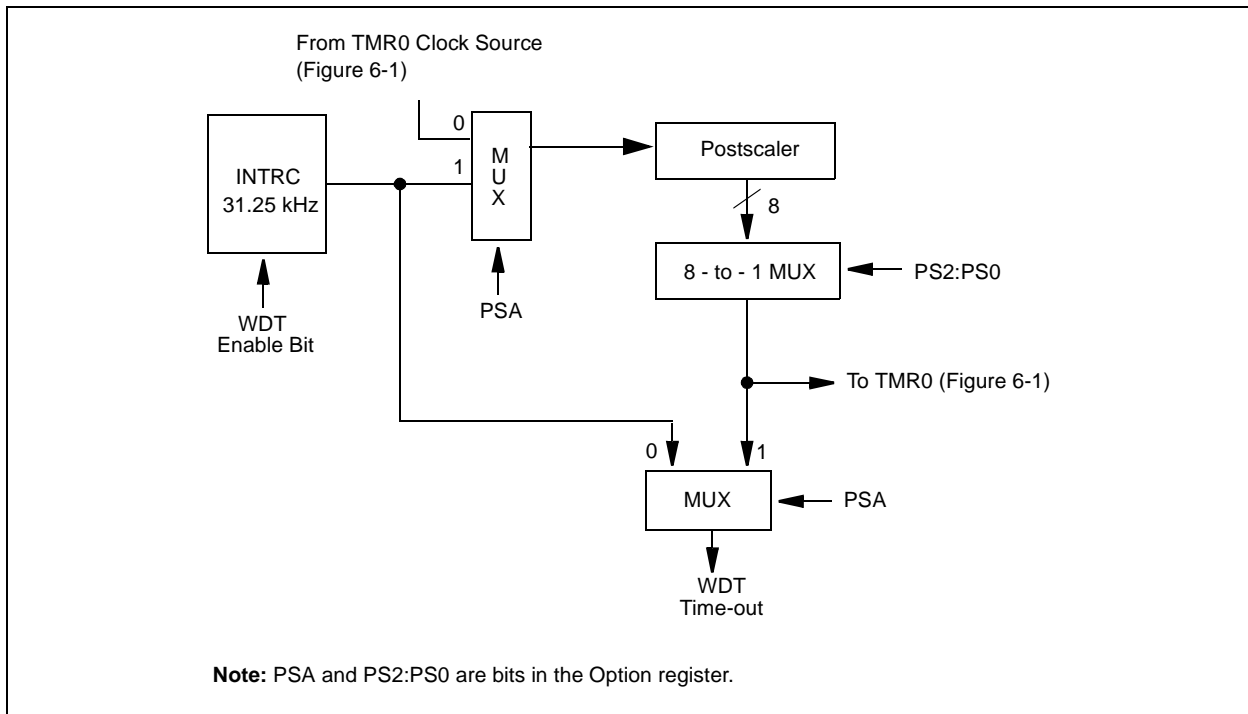 From TMR0 Clock Source
(Figure 6-1)
0
1
M
U
X
INTRC
31.25 kHz
Postscaler
8
8 - to - 1 MUX
PS2:PS0
PSA
WDT
Enable Bit
To TMR0 (Figure 6-1)
0
1
MUX
PSA
WDT
Time-out
Note: PSA and PS2:PS0 are bits in the Option register.